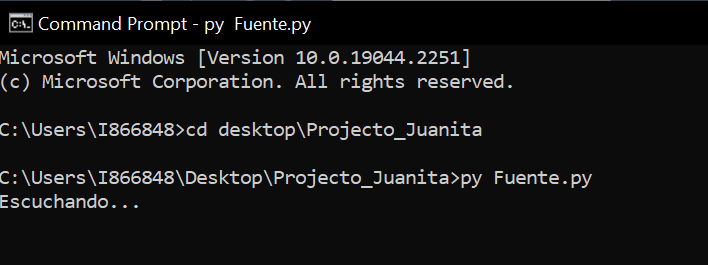 Command Prompt - py  Fuente.py
Microsoft Windows [Version 10.0.19044.2251]
(c) Microsoft Corporation. All rights reserved.
C:\Users\I866848>cd desktop\Projecto_Juanita
C:\Users\I866848\Desktop\Projecto_Juanita>py Fuente.py
Escuchando...